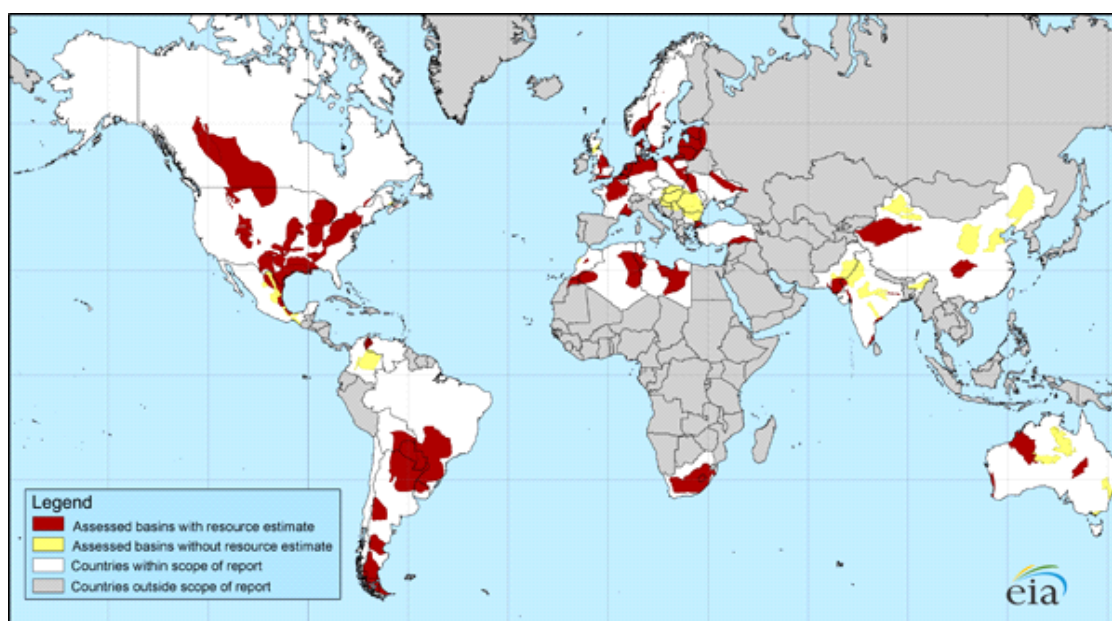 Legend
Assessed basins with resource estimate
Assessed basins without resource estimate
Countries within scope of report
Countries outside scope of report
eia